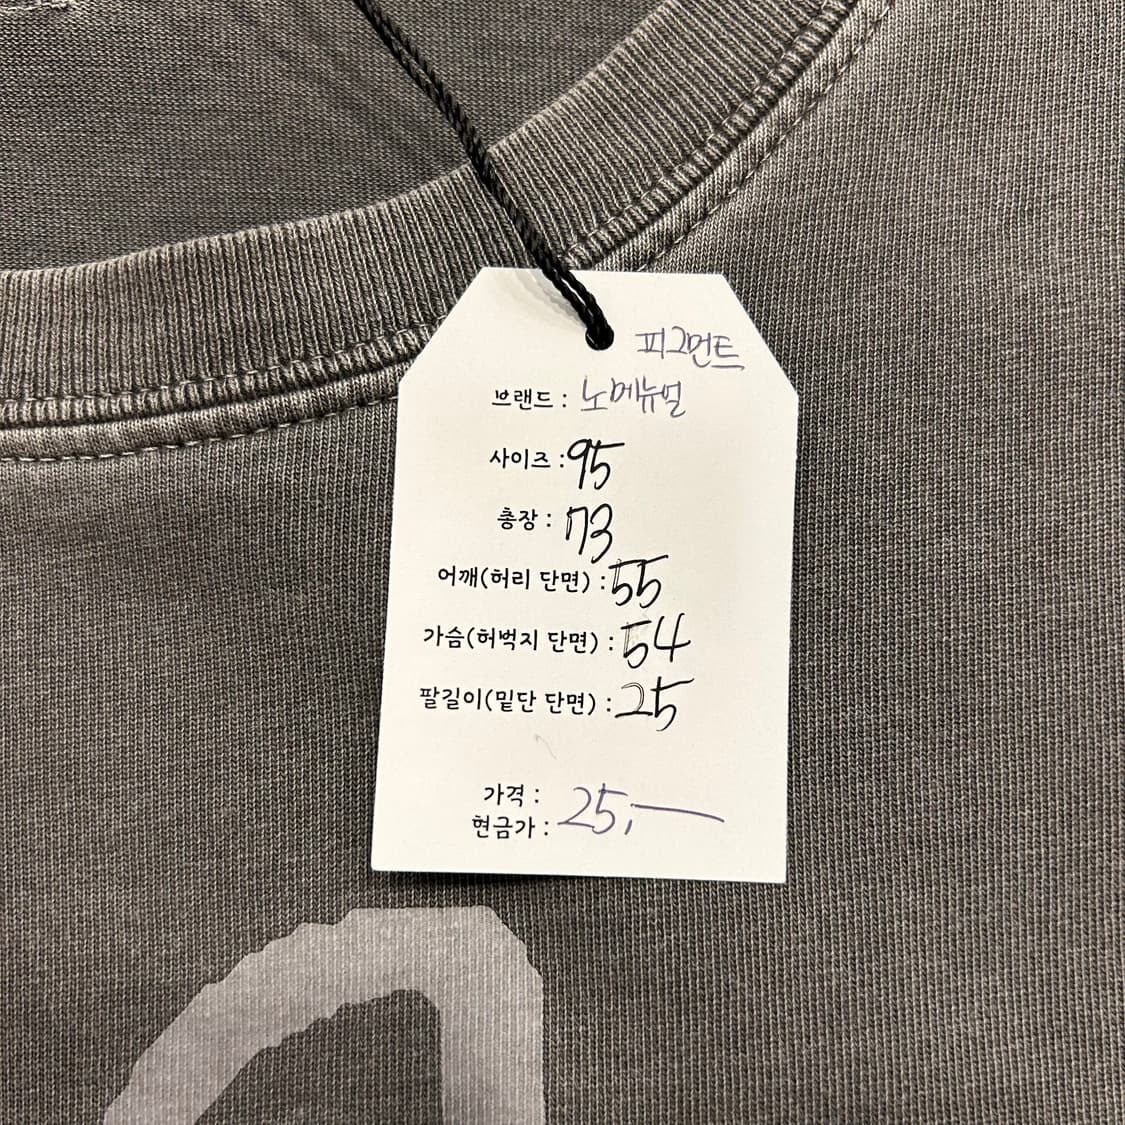 피그먼트
브랜드 : 노메뉴얼
사이즈 : 95
총장 : 73
어깨(허리 단면) : 55
가슴(허벅지 단면) : 54
팔길이(밑단 단면) : 25
가격 :
현금가 : 25,—